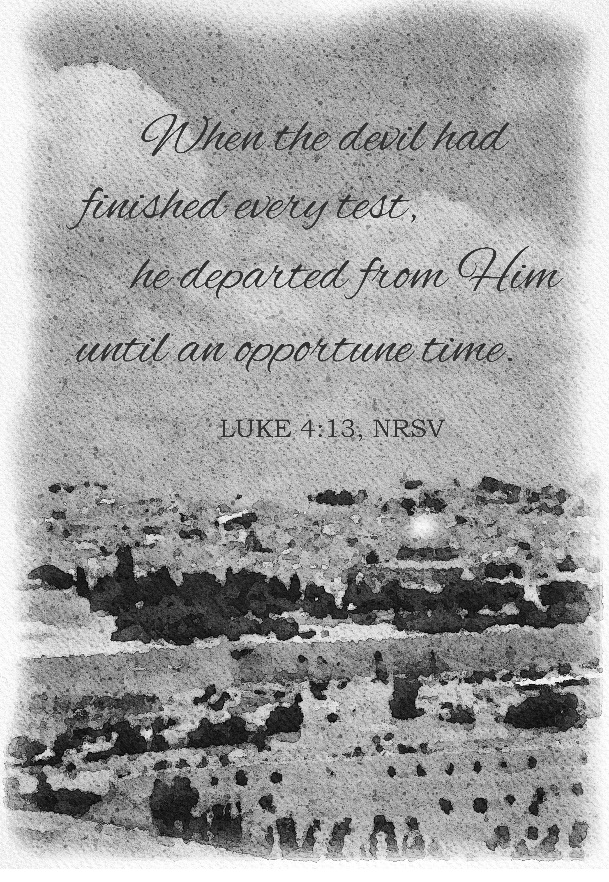 When the devil had
finished every test,
he departed from Him
until an opportune time.
LUKE 4:13, NRSV